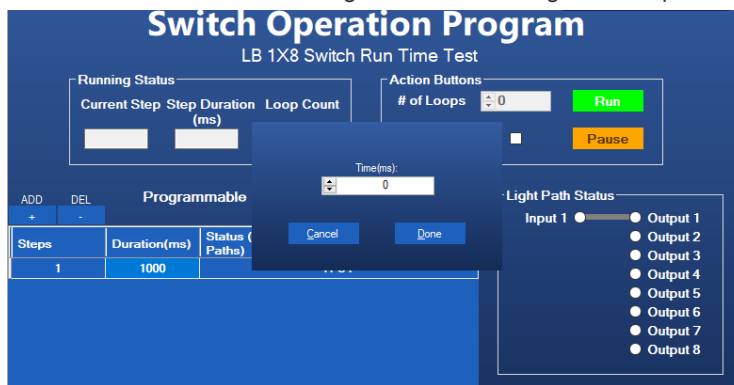 Switch Operation Program
LB 1X8 Switch Run Time Test
Running Status
Current Step Step Duration Loop Count
(ms)
Action Buttons
# of Loops 0 Run
Pause
Time(ms):
0
Cancel Done
ADD DEL Programmable
+ -
Steps Duration(ms) Status (
Paths)
1 1000
Light Path Status
Input 1 Output 1
Output 2
Output 3
Output 4
Output 5
Output 6
Output 7
Output 8